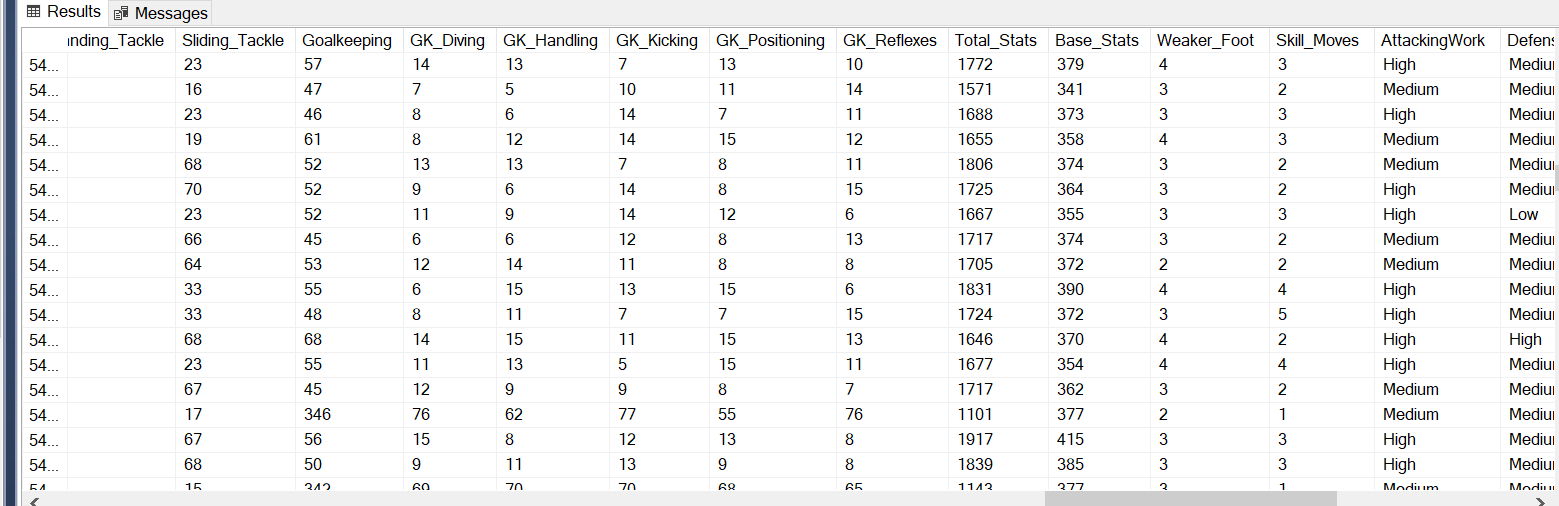 Results Messages
nding_Tackle Sliding_Tackle Goalkeeping GK_Diving GK_Handling GK_Kicking GK_Positioning GK_Reflexes Total_Stats Base_Stats Weaker_Foot Skill_Moves AttackingWork Defens
54... 23 57 14 13 7 13 10 1772 379 4 3 High Mediu
54... 16 47 7 5 10 11 14 1571 341 3 2 Medium Mediu
54... 23 46 8 6 14 7 11 1688 373 3 3 High Mediu
54... 19 61 8 12 14 15 12 1655 358 4 3 Medium Mediu
54... 68 52 13 13 7 8 11 1806 374 3 2 Medium Mediu
54... 70 52 9 6 14 8 15 1725 364 3 2 High Mediu
54... 23 52 11 9 14 12 6 1667 355 3 3 High Low
54... 66 45 6 6 12 8 13 1717 374 3 2 Medium Mediu
54... 64 53 12 14 11 8 8 1705 372 2 2 Medium Mediu
54... 33 55 6 15 13 15 6 1831 390 4 4 High Mediu
54... 33 48 8 11 7 7 15 1724 372 3 5 High Mediu
54... 68 68 14 15 11 15 13 1646 370 4 2 High High
54... 23 55 11 13 5 15 11 1677 354 4 4 High Mediu
54... 67 45 12 9 9 8 7 1717 362 3 2 Medium Mediu
54... 17 346 76 62 77 55 76 1101 377 2 1 Medium Mediu
54... 67 56 15 8 12 13 8 1917 415 3 3 High Mediu
54... 68 50 9 11 13 9 8 1839 385 3 3 High Mediu
54... 15 342 69 70 70 68 65 1143 377 3 1 Medium Mediu